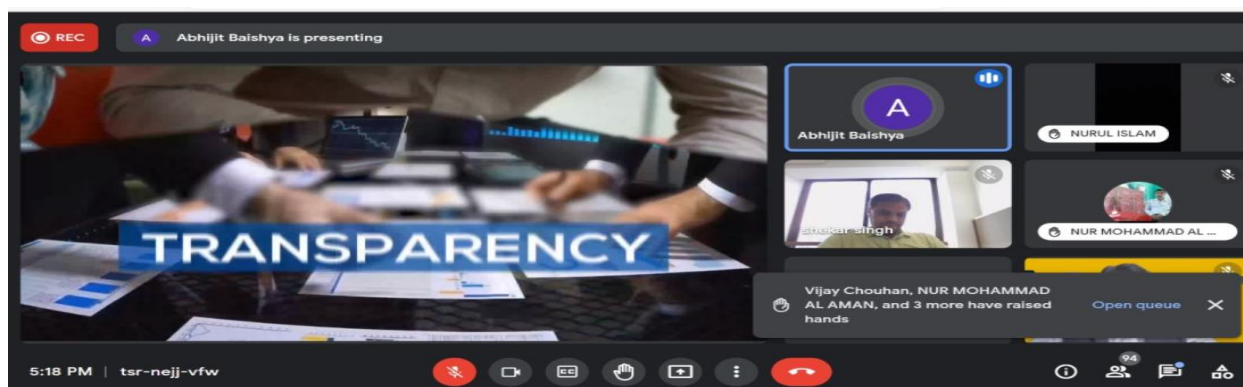 REC
A
Abhijit Baishya is presenting
TRANSPARENCY
A
Abhijit Baishya
NURUL ISLAM
shekar singh
NUR MOHAMMAD AL ...
Vijay Chouhan, NUR MOHAMMAD
AL AMAN, and 3 more have raised
hands
Open queue
5:18 PM | tsr-nejj-vfw
CC
94